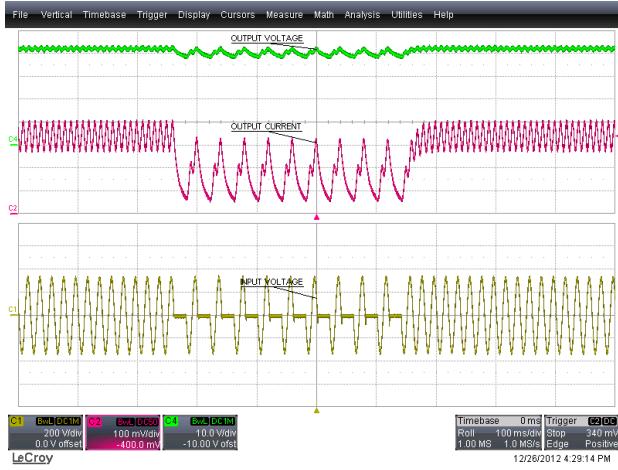 File Vertical Timebase Trigger Display Cursors Measure Math Analysis Utilities Help
OUTPUT VOLTAGE
C4
OUTPUT CURRENT
C2
INPUT VOLTAGE
C1
C1 BwL DC1M
200 V/div
0.0 V offset
C2 BwL DC50
100 mV/div
-400.0 mV
C4 BwL DC1M
10.0 V/div
-10.00 V ofst
Timebase 0 ms
Roll 100 ms/div
1.00 MS 1.0 MS/s
Trigger C2 DC
Stop 340 mV
Edge Positive
LeCroy
12/26/2012 4:29:14 PM